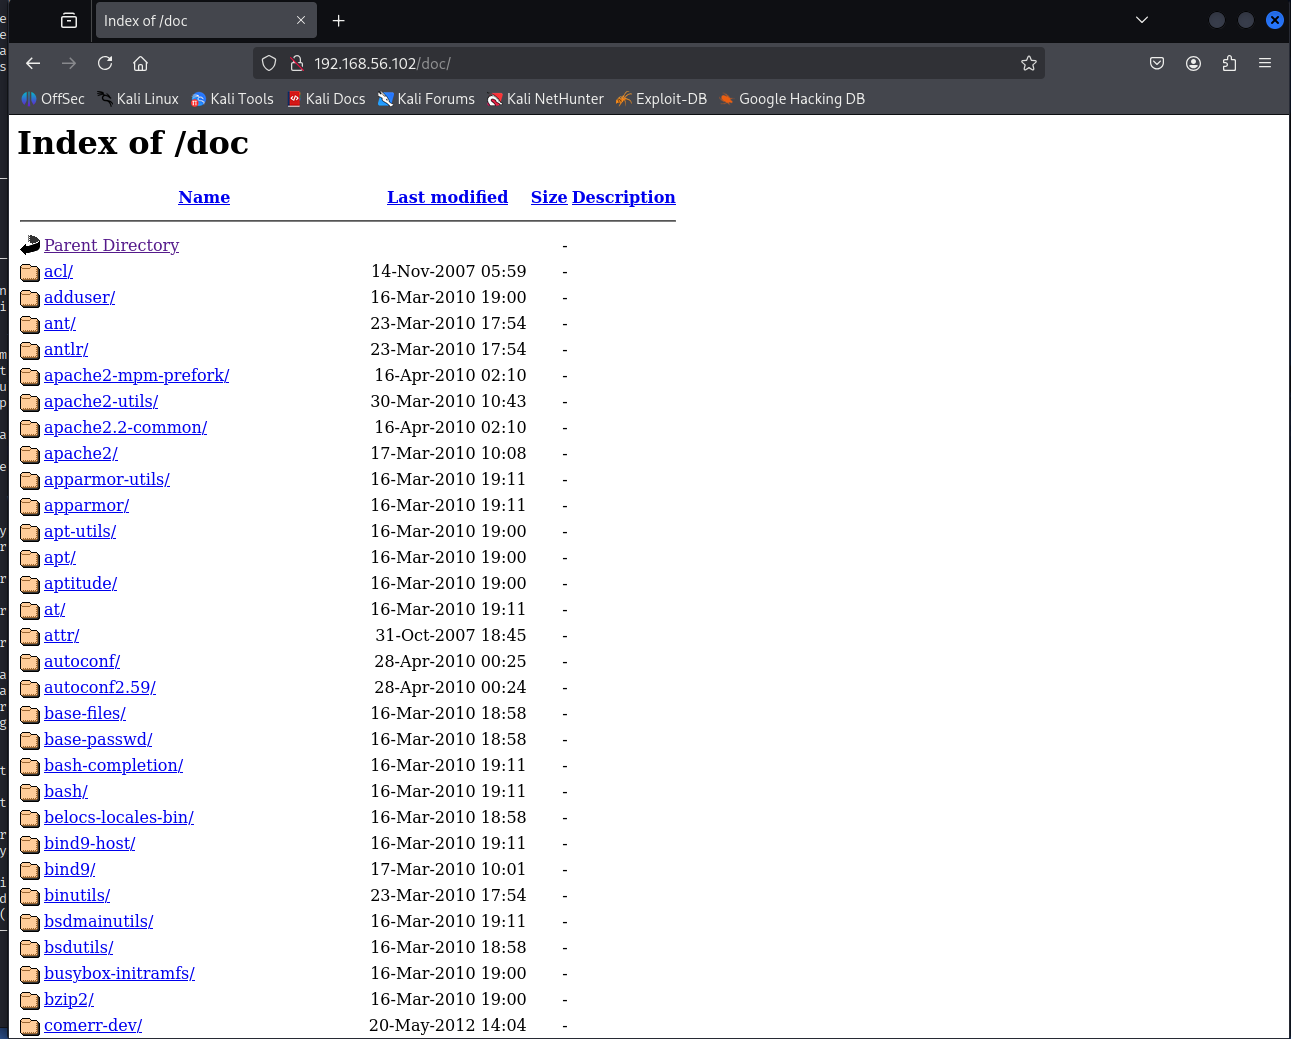 Index of /doc
192.168.56.102/doc/
OffSec Kali Linux Kali Tools Kali Docs Kali Forums Kali NetHunter Exploit-DB Google Hacking DB
Index of /doc
Name Last modified Size Description
Parent Directory -
acl/ 14-Nov-2007 05:59 -
adduser/ 16-Mar-2010 19:00 -
ant/ 23-Mar-2010 17:54 -
antlr/ 23-Mar-2010 17:54 -
apache2-mpm-prefork/ 16-Apr-2010 02:10 -
apache2-utils/ 30-Mar-2010 10:43 -
apache2.2-common/ 16-Apr-2010 02:10 -
apache2/ 17-Mar-2010 10:08 -
apparmor-utils/ 16-Mar-2010 19:11 -
apparmor/ 16-Mar-2010 19:11 -
apt-utils/ 16-Mar-2010 19:00 -
apt/ 16-Mar-2010 19:00 -
aptitude/ 16-Mar-2010 19:00 -
at/ 16-Mar-2010 19:11 -
attr/ 31-Oct-2007 18:45 -
autoconf/ 28-Apr-2010 00:25 -
autoconf2.59/ 28-Apr-2010 00:24 -
base-files/ 16-Mar-2010 18:58 -
base-passwd/ 16-Mar-2010 18:58 -
bash-completion/ 16-Mar-2010 19:11 -
bash/ 16-Mar-2010 19:11 -
belocs-locales-bin/ 16-Mar-2010 18:58 -
bind9-host/ 16-Mar-2010 19:11 -
bind9/ 17-Mar-2010 10:01 -
binutils/ 23-Mar-2010 17:54 -
bsdmainutils/ 16-Mar-2010 19:11 -
bsdutils/ 16-Mar-2010 18:58 -
busybox-initramfs/ 16-Mar-2010 19:00 -
bzip2/ 16-Mar-2010 19:00 -
comerr-dev/ 20-May-2012 14:04 -